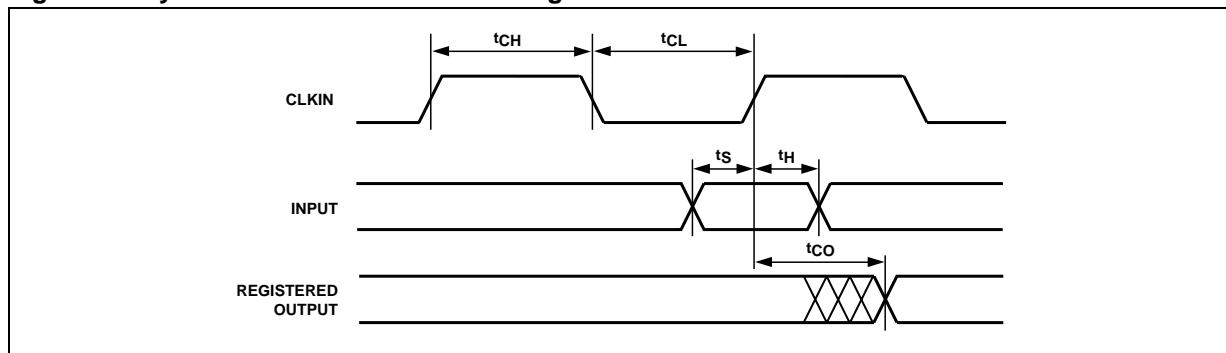 tCH
tCL
CLKIN
tS
tH
INPUT
tCO
REGISTERED
OUTPUT